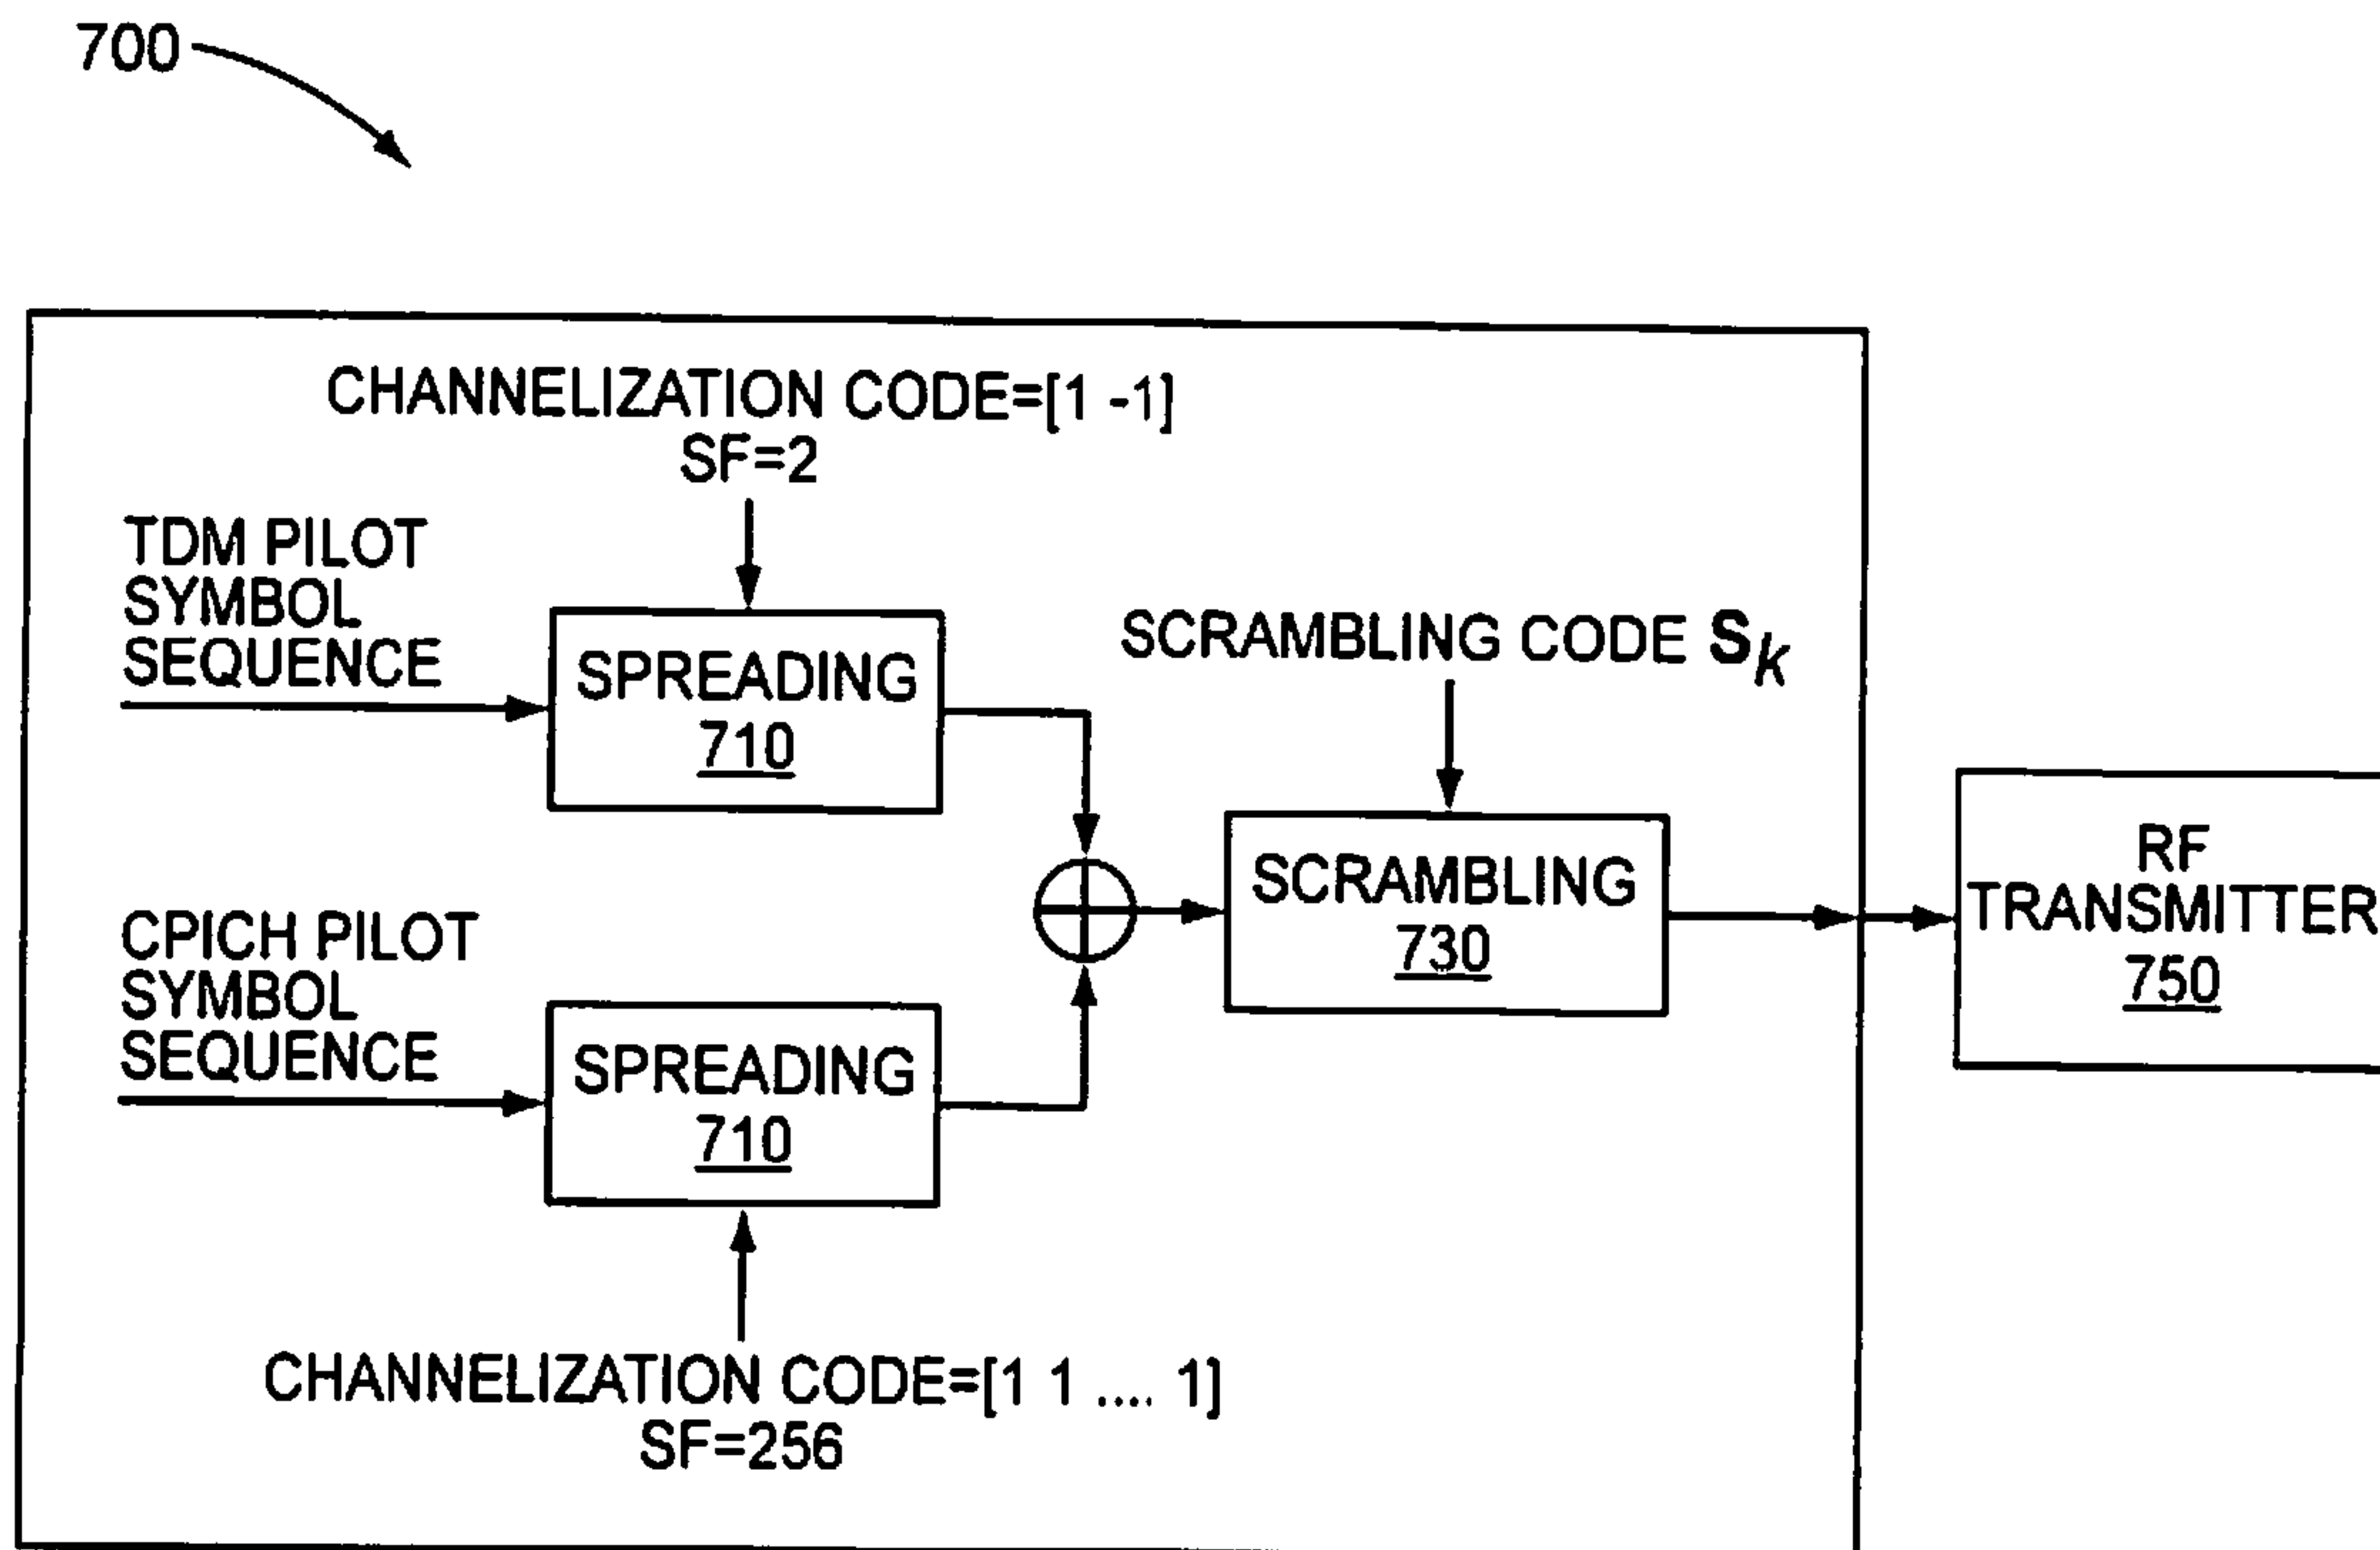 700
CHANNELIZATION CODE=[1 -1]
SF=2
TDM PILOT
SYMBOL
SEQUENCE
SPREADING
710
SCRAMBLING CODE Sk
CPICH PILOT
SYMBOL
SEQUENCE
SPREADING
710
SCRAMBLING
730
RF
TRANSMITTER
750
CHANNELIZATION CODE=[1 1 .... 1]
SF=256